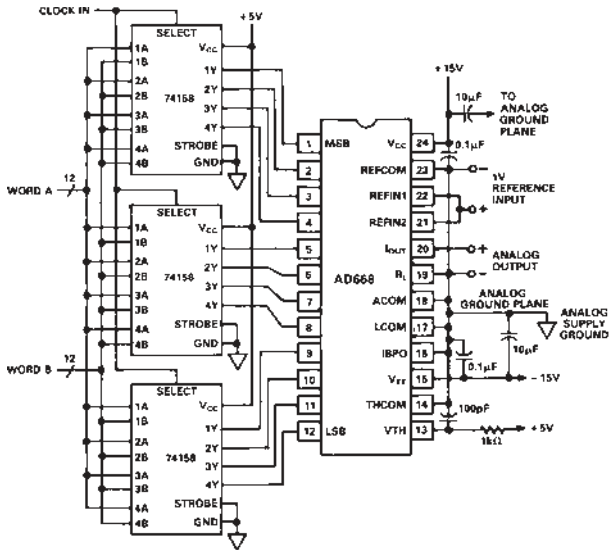 CLOCK IN
+5V
SELECT
1A
1B
2A
2B
3A
3B
4A
4B
VCC
1Y
2Y
3Y
4Y
74158
STROBE
GND
WORD A
12
SELECT
1A
1B
2A
2B
3A
3B
4A
4B
VCC
1Y
2Y
3Y
4Y
74158
STROBE
GND
WORD B
12
SELECT
1A
1B
2A
2B
3A
3B
4A
4B
VCC
1Y
2Y
3Y
4Y
74158
STROBE
GND
AD668
1 MSB
2
3
4
5
6
7
8
9
10
11
12 LSB
VCC 24
REFCOM 23
REFIN1 22
REFIN2 21
IOUT 20
RL 19
ACOM 18
LCOM 17
IBPO 16
VEE 15
THCOM 14
VTH 13
+15V
10µF
TO
ANALOG
GROUND
PLANE
0.1µF
1V
REFERENCE
INPUT
ANALOG
OUTPUT
ANALOG
GROUND PLANE
ANALOG
SUPPLY
GROUND
10µF
0.1µF
-15V
100pF
1kΩ
+5V